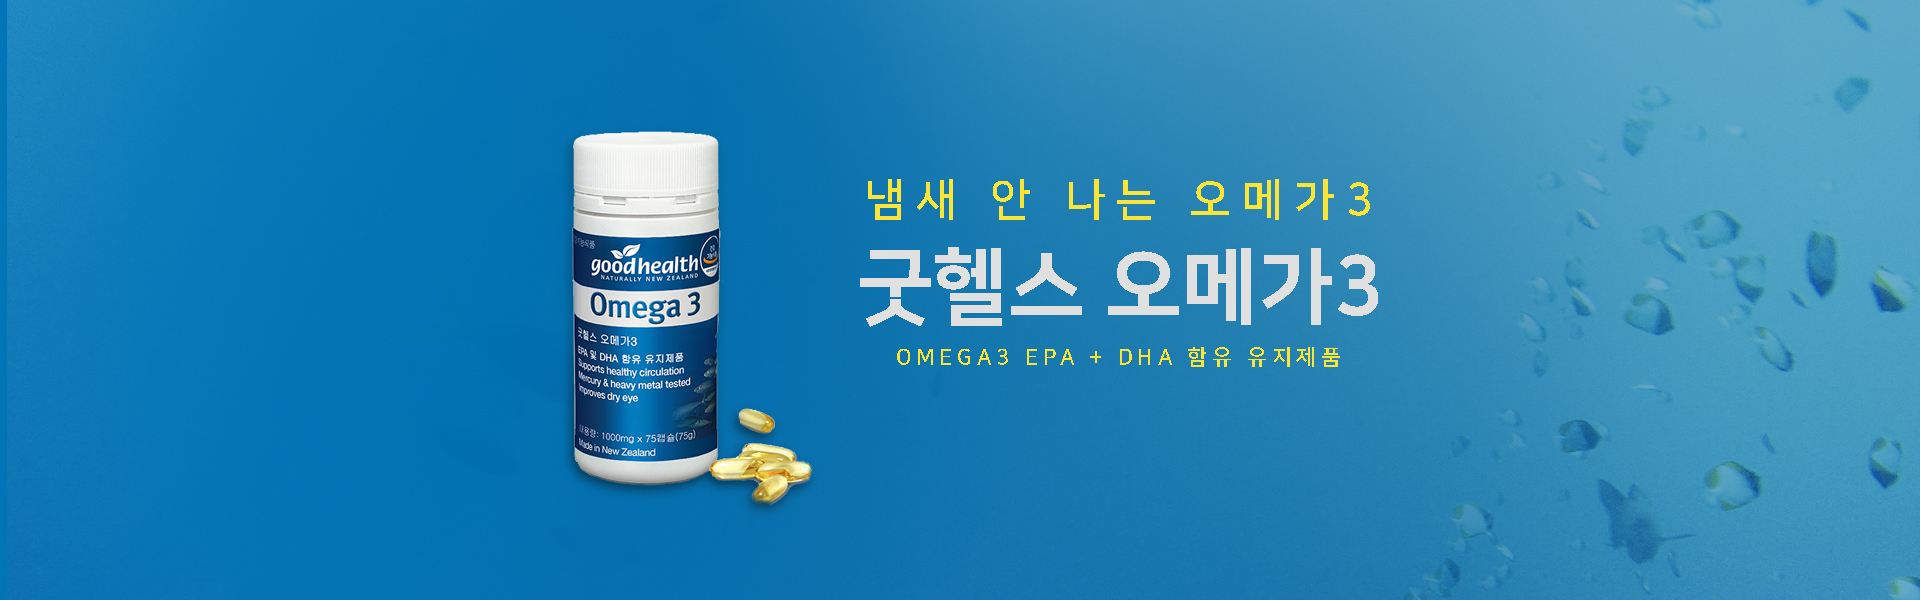 냄새 안 나는 오메가3
굿헬스 오메가3
OMEGA3 EPA + DHA 함유 유지제품
goodhealth
NATURALLY NEW ZEALAND
Omega 3
굿헬스 오메가3
EPA 및 DHA 함유 유지제품
Supports healthy circulation
Mercury & heavy metal tested
Improves dry eye
내용량: 1000mg x 75캡슐(75g)
Made in New Zealand